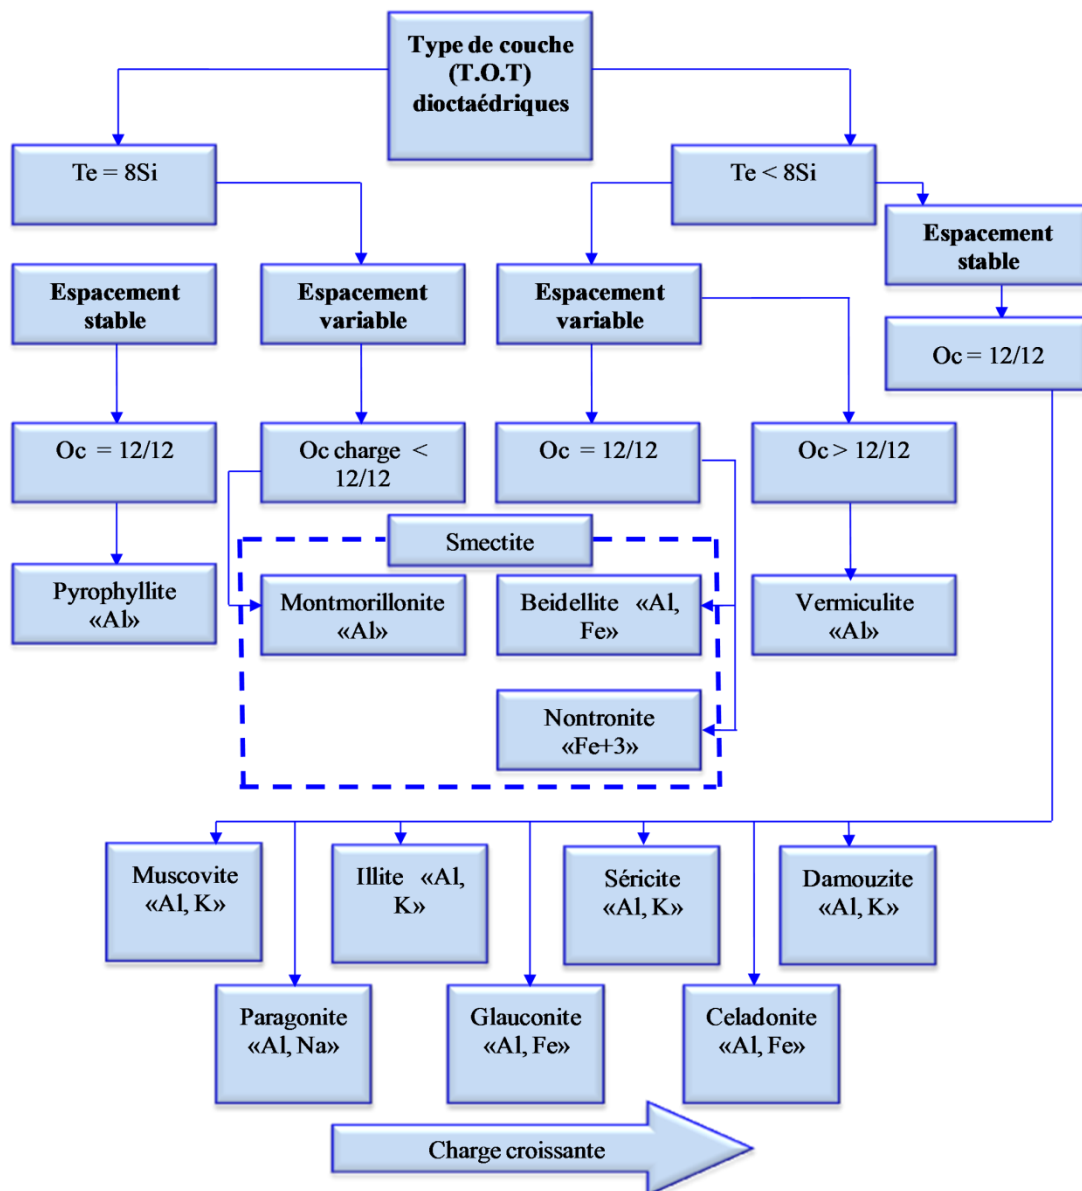 Type de couche
(T.O.T)
dioctaédriques
Te = 8Si
Te < 8Si
Espacement
stable
Espacement
stable
Espacement
variable
Espacement
variable
Oc = 12/12
Oc = 12/12
Oc charge <
12/12
Oc = 12/12
Oc > 12/12
Smectite
Pyrophyllite
«Al»
Montmorillonite
«Al»
Beidellite «Al,
Fe»
Vermiculite
«Al»
Nontronite
«Fe+3»
Muscovite
«Al, K»
Illite «Al,
K»
Séricite
«Al, K»
Damouzite
«Al, K»
Paragonite
«Al, Na»
Glauconite
«Al, Fe»
Celadonite
«Al, Fe»
Charge croissante